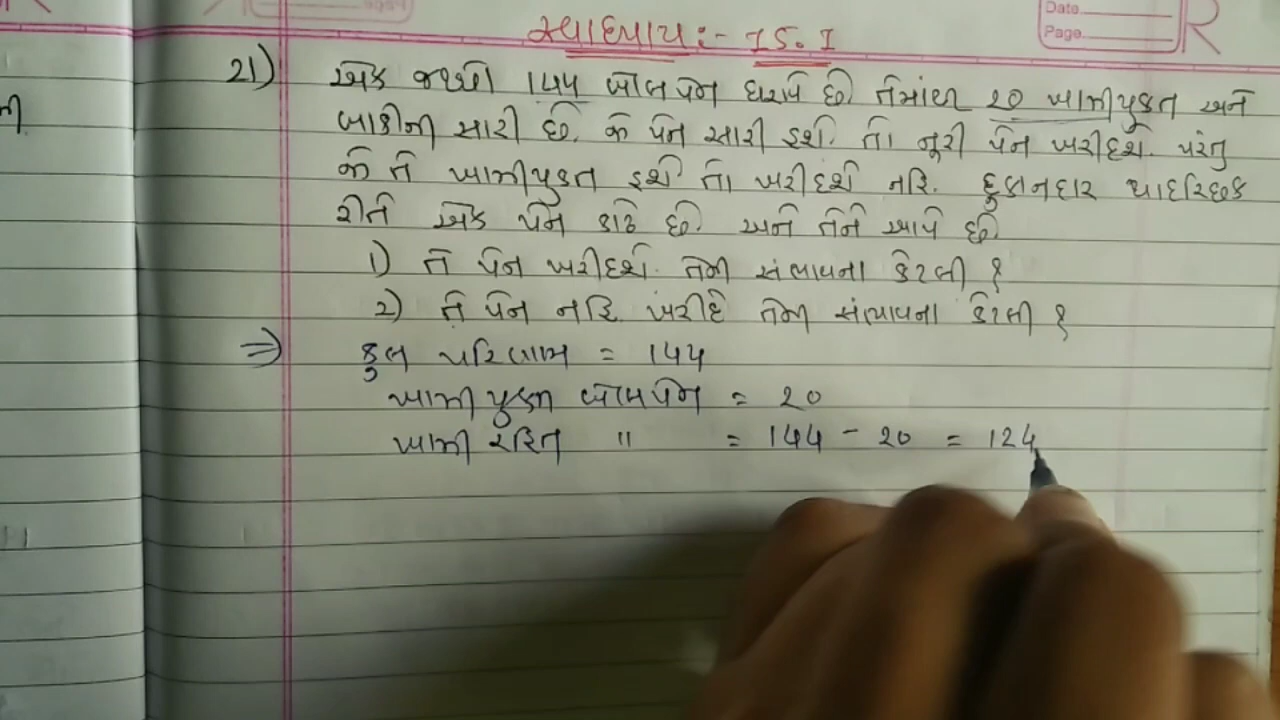 સ્વાધ્યાય :- 15.1
Date
Page
21) એક જથ્થો 144 બોલપેન ધરાવે છે તેમાંથી 20 ખામીયુક્ત અને
બાકીની સારી છે. જો પેન સારી હશે તો નૂરી પેન ખરીદશે. પરંતુ
જો તે ખામીયુક્ત હશે તો ખરીદશે નહિ. દુકાનદાર યાદચ્છિક
રીતે એક પેન કાઢે છે અને તેને આપે છે
1) તે પેન ખરીદશે. તેની સંભાવના કેટલી ?
2) તે પેન નહિ ખરીદે તેની સંભાવના કેટલી ?
⇒ કુલ પરિણામ = 144
ખામી યુક્ત બોલપેન = 20
ખામી રહિત " = 144 - 20 = 124